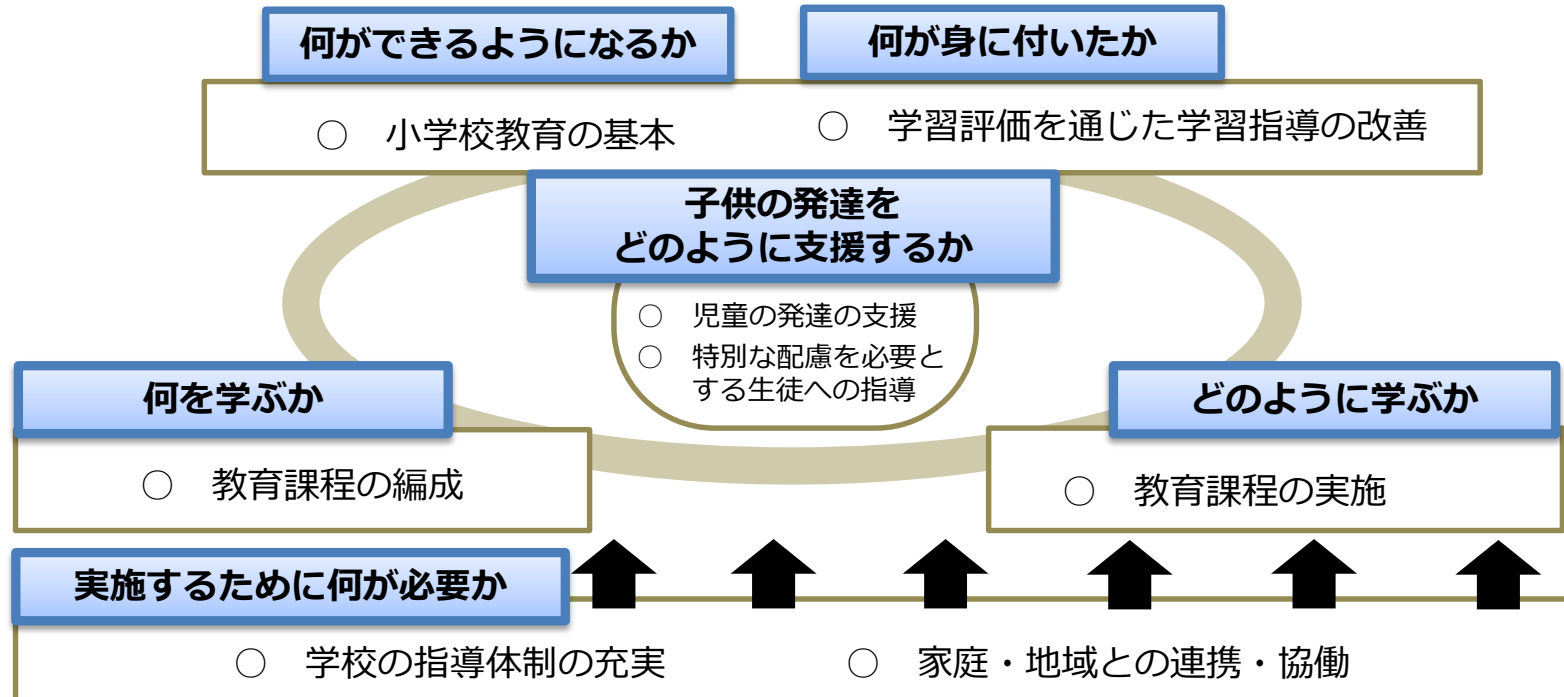 何ができるようになるか
何が身に付いたか
○ 小学校教育の基本
○ 学習評価を通じた学習指導の改善
子供の発達を
どのように支援するか
○ 児童の発達の支援
○ 特別な配慮を必要と
する生徒への指導
何を学ぶか
○ 教育課程の編成
どのように学ぶか
○ 教育課程の実施
実施するために何が必要か
○ 学校の指導体制の充実
○ 家庭・地域との連携・協働